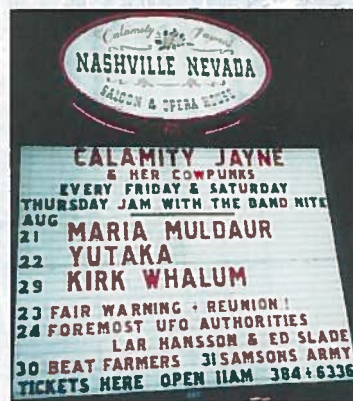 Calamity Jayne's
NASHVILLE NEVADA
SALOON & OPERA HOUSE
CALAMITY JAYNE
& HER COWPUNKS
EVERY FRIDAY & SATURDAY
THURSDAY JAM WITH THE BAND NITE
AUG
21 MARIA MULDAUR
22 YUTAKA
29 KIRK WHALUM
23 FAIR WARNING + REUNION!
24 FOREMOST UFO AUTHORITIES
LAR HANSSON & ED SLADE
30 BEAT FARMERS 31 SAMSONS ARMY
TICKETS HERE OPEN 11AM 384+6336